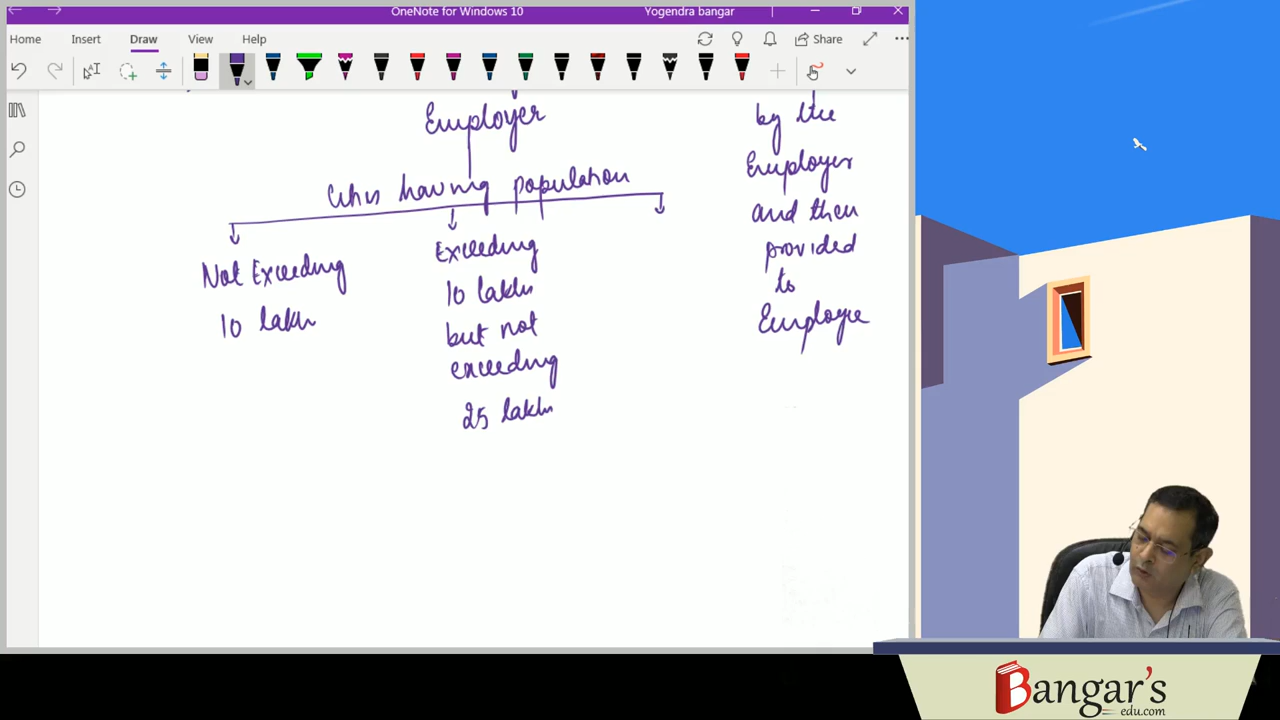 OneNote for Windows 10
Yogendra bangar
Home Insert Draw View Help
Share
Employer
Cities having population
Not Exceeding
10 lakh
Exceeding
10 lakh
but not
exceeding
25 lakh
by the
Employer
and then
provided
to
Employee
Bangar's
edu.com